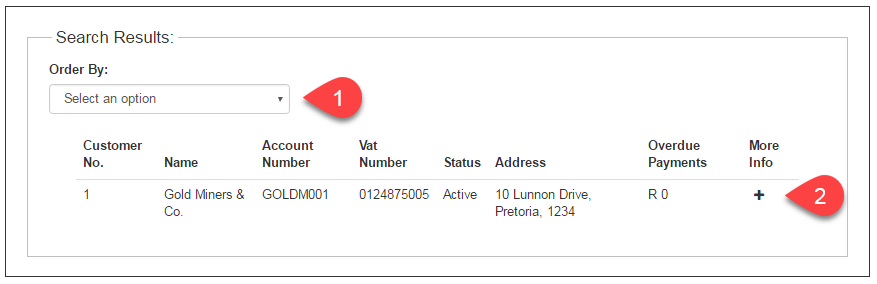 Search Results:
Order By:
Select an option
1
Customer No. Name Account Number Vat Number Status Address Overdue Payments More Info
1 Gold Miners & Co. GOLDM001 0124875005 Active 10 Lunnon Drive, Pretoria, 1234 R 0 +
2